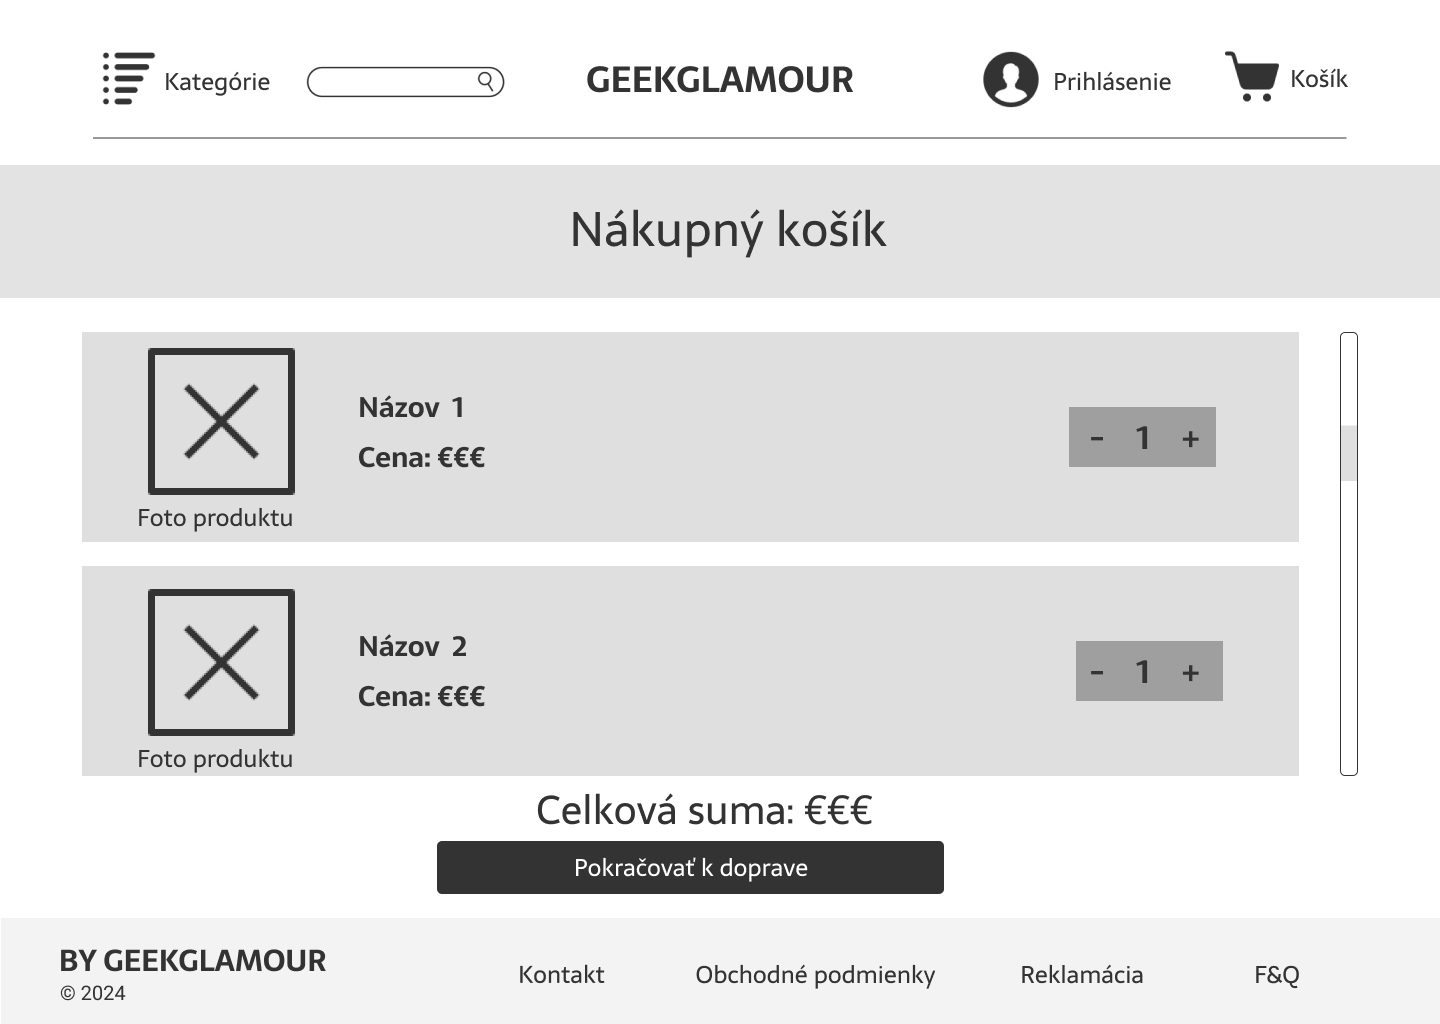 Kategórie
GEEKGLAMOUR
Prihlásenie
Košík
Nákupný košík
Názov 1
Cena: €€€
- 1 +
Foto produktu
Názov 2
Cena: €€€
- 1 +
Foto produktu
Celková suma: €€€
Pokračovať k doprave
BY GEEKGLAMOUR
© 2024
Kontakt
Obchodné podmienky
Reklamácia
F&Q